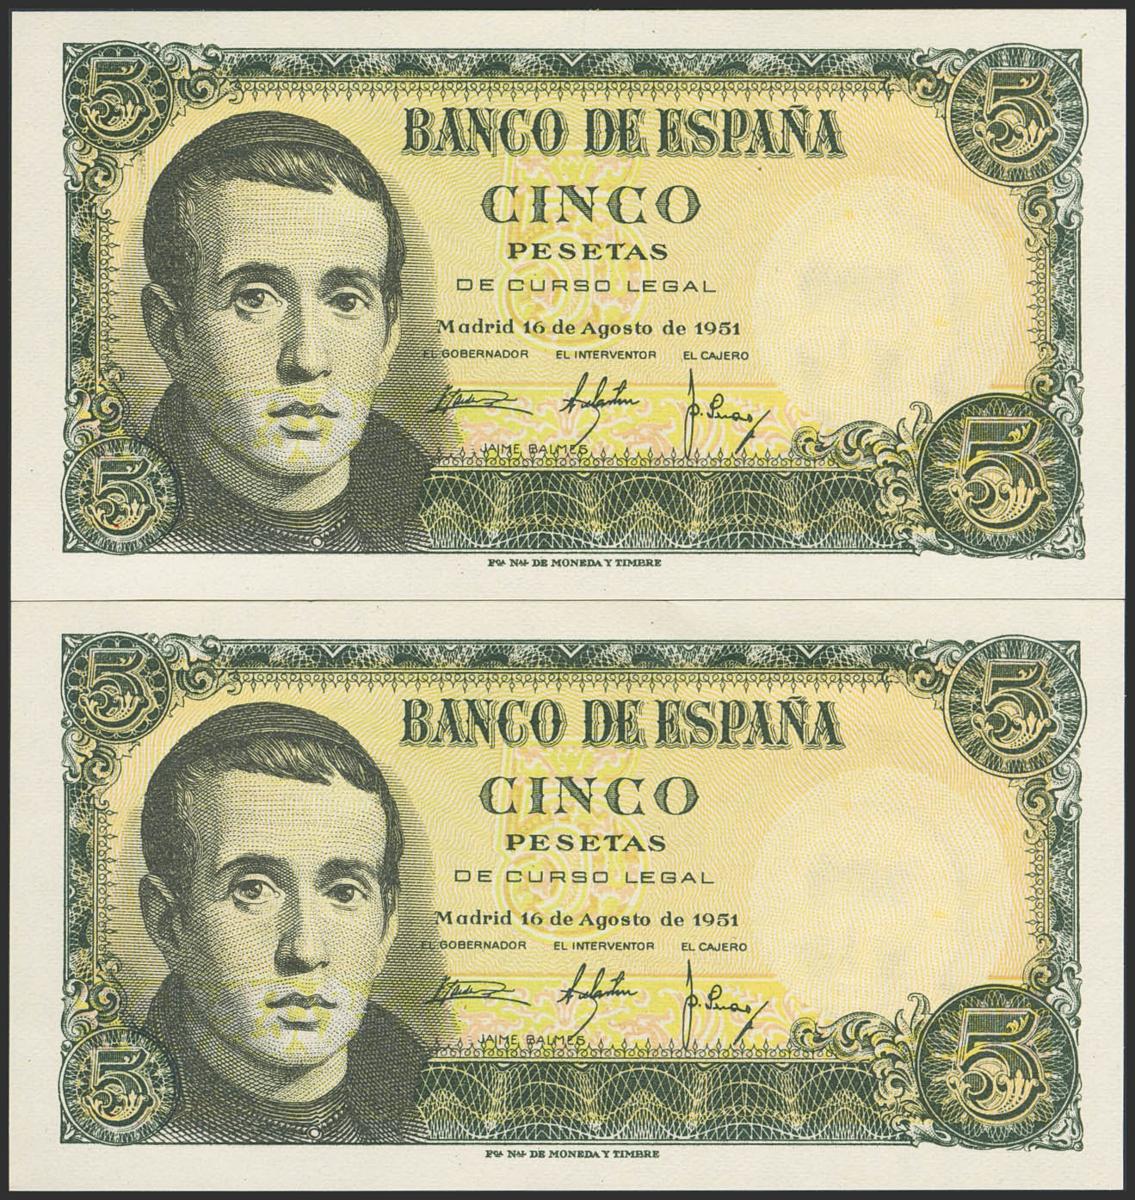 5 5
BANCO DE ESPAÑA
CINCO
PESETAS
DE CURSO LEGAL
Madrid 16 de Agosto de 1951
EL GOBERNADOR EL INTERVENTOR EL CAJERO
JAIME BALMES
5 5
Fca. Nal. DE MONEDA Y TIMBRE
5 5
BANCO DE ESPAÑA
CINCO
PESETAS
DE CURSO LEGAL
Madrid 16 de Agosto de 1951
EL GOBERNADOR EL INTERVENTOR EL CAJERO
JAIME BALMES
5 5
Fca. Nal. DE MONEDA Y TIMBRE